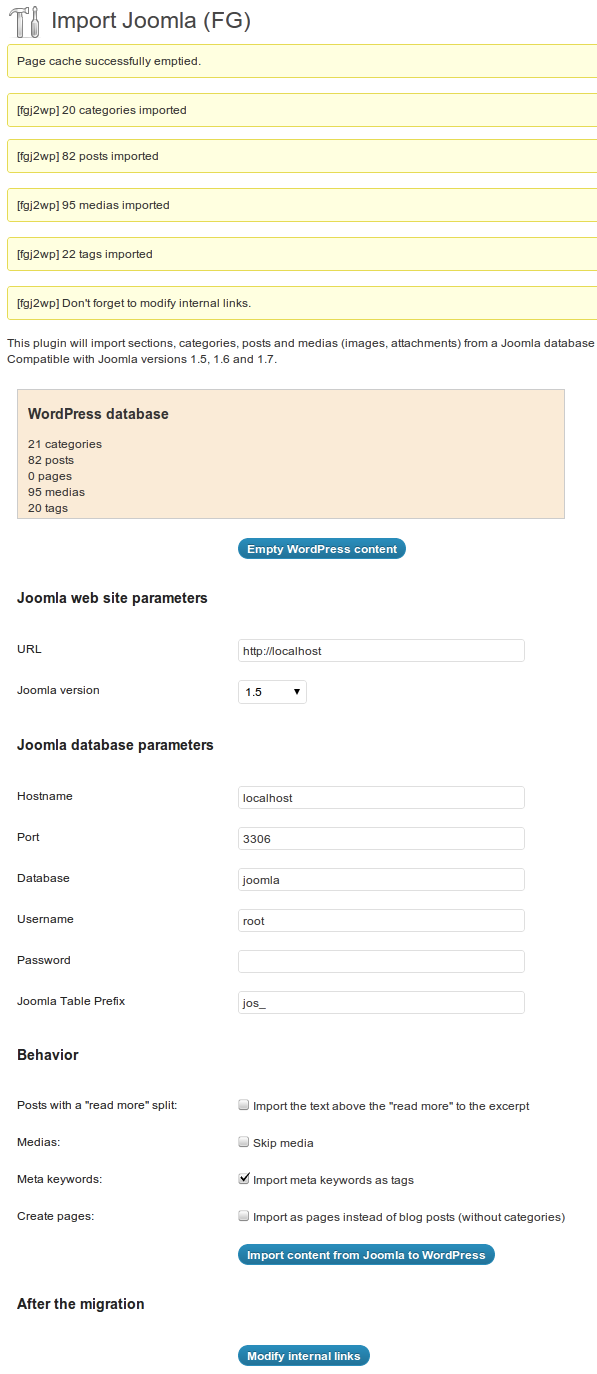 Import Joomla (FG)
Page cache successfully emptied.
[fgj2wp] 20 categories imported
[fgj2wp] 82 posts imported
[fgj2wp] 95 medias imported
[fgj2wp] 22 tags imported
[fgj2wp] Don't forget to modify internal links.
This plugin will import sections, categories, posts and medias (images, attachments) from a Joomla database
Compatible with Joomla versions 1.5, 1.6 and 1.7.
WordPress database
21 categories
82 posts
0 pages
95 medias
20 tags
Empty WordPress content
Joomla web site parameters
URL http://localhost
Joomla version 1.5
Joomla database parameters
Hostname localhost
Port 3306
Database joomla
Username root
Password
Joomla Table Prefix jos_
Behavior
Posts with a "read more" split: Import the text above the "read more" to the excerpt
Medias: Skip media
Meta keywords: Import meta keywords as tags
Create pages: Import as pages instead of blog posts (without categories)
Import content from Joomla to WordPress
After the migration
Modify internal links